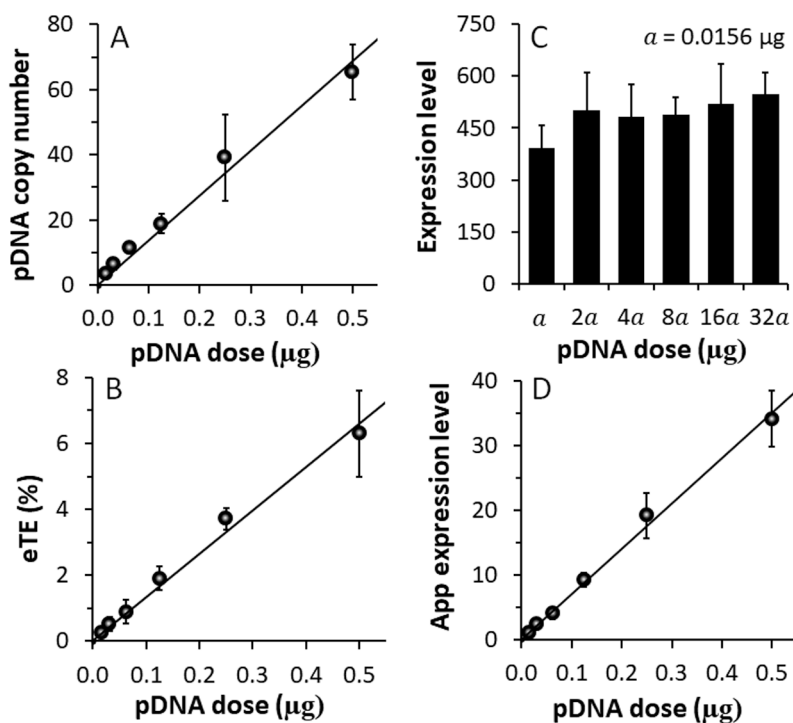 A
pDNA copy number
80
60
40
20
0
0.0 0.1 0.2 0.3 0.4 0.5
pDNA dose (µg)
C
a = 0.0156 µg
Expression level
750
600
450
300
150
0
a 2a 4a 8a 16a 32a
pDNA dose (µg)
B
eTE (%)
8
6
4
2
0
0.0 0.1 0.2 0.3 0.4 0.5
pDNA dose (µg)
D
App expression level
40
30
20
10
0
0.0 0.1 0.2 0.3 0.4 0.5
pDNA dose (µg)